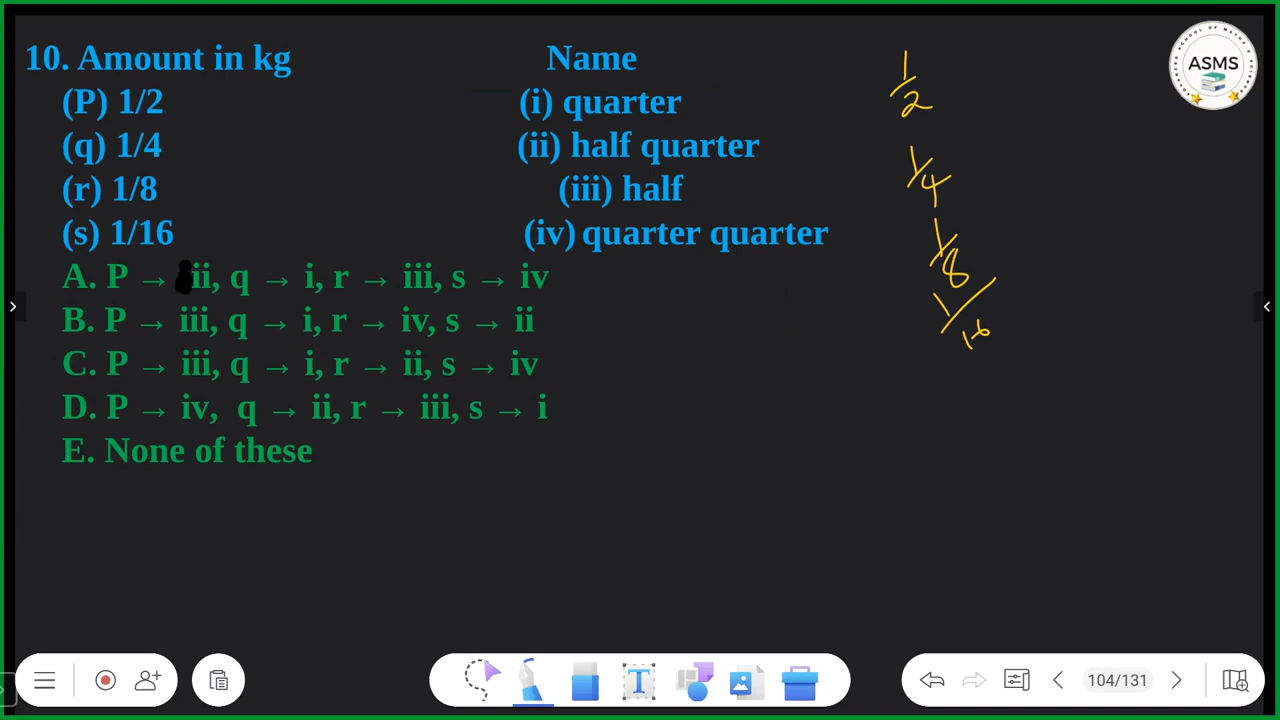 10. Amount in kg Name
(P) 1/2 (i) quarter
(q) 1/4 (ii) half quarter
(r) 1/8 (iii) half
(s) 1/16 (iv) quarter quarter
A. P → ii, q → i, r → iii, s → iv
B. P → iii, q → i, r → iv, s → ii
C. P → iii, q → i, r → ii, s → iv
D. P → iv, q → ii, r → iii, s → i
E. None of these
1/2
1/4
1/8
1/16
ASMS
T
104/131